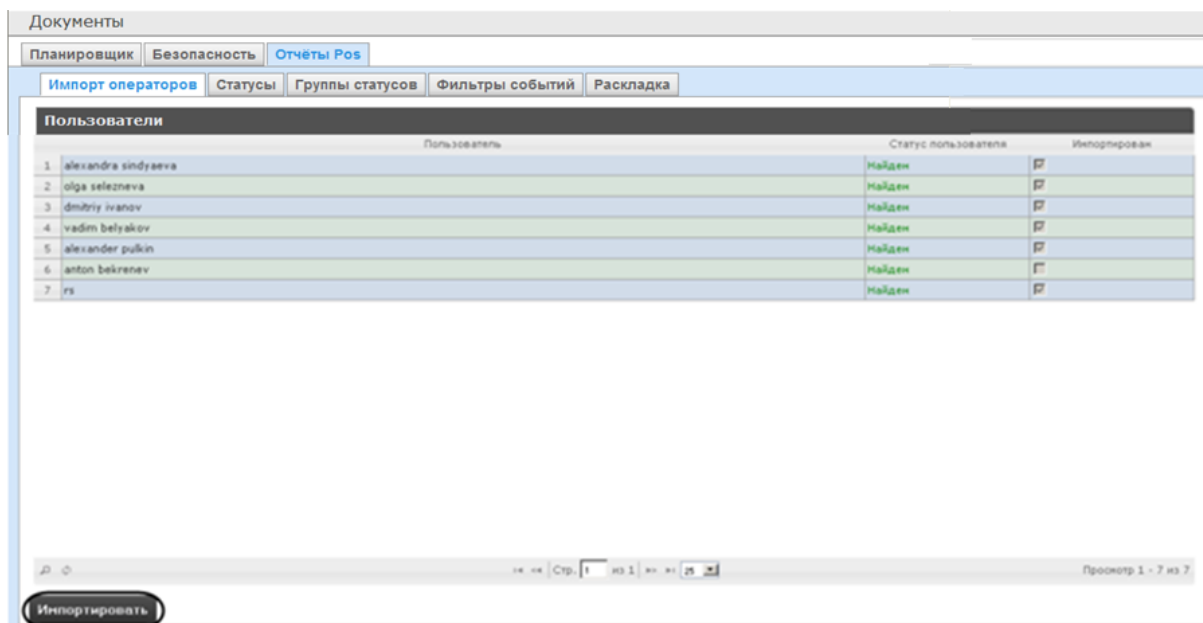 Документы
Планировщик Безопасность Отчёты Pos
Импорт операторов Статусы Группы статусов Фильтры событий Раскладка
Пользователи
Пользователь Статус пользователя Импортирован
1 alexandra sindyaeva Найден
2 olga selezneva Найден
3 dmitriy ivanov Найден
4 vadim belyakov Найден
5 alexander pulkin Найден
6 anton bekrenev Найден
7 rs Найден
Стр. 1 из 1 25 Просмотр 1 - 7 из 7
Импортировать